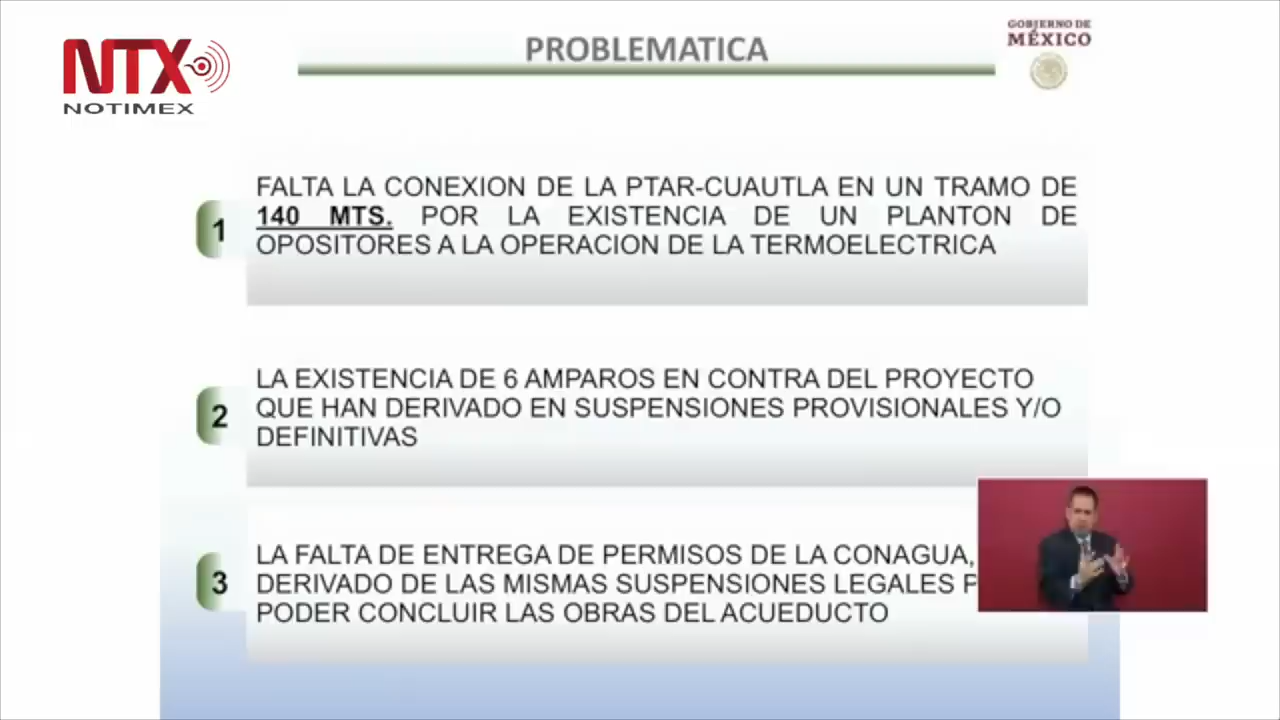 NTX
NOTIMEX
PROBLEMATICA
GOBIERNO DE
MÉXICO
1
FALTA LA CONEXION DE LA PTAR-CUAUTLA EN UN TRAMO DE
140 MTS. POR LA EXISTENCIA DE UN PLANTON DE
OPOSITORES A LA OPERACION DE LA TERMOELECTRICA
2
LA EXISTENCIA DE 6 AMPAROS EN CONTRA DEL PROYECTO
QUE HAN DERIVADO EN SUSPENSIONES PROVISIONALES Y/O
DEFINITIVAS
3
LA FALTA DE ENTREGA DE PERMISOS DE LA CONAGUA,
DERIVADO DE LAS MISMAS SUSPENSIONES LEGALES
PODER CONCLUIR LAS OBRAS DEL ACUEDUCTO